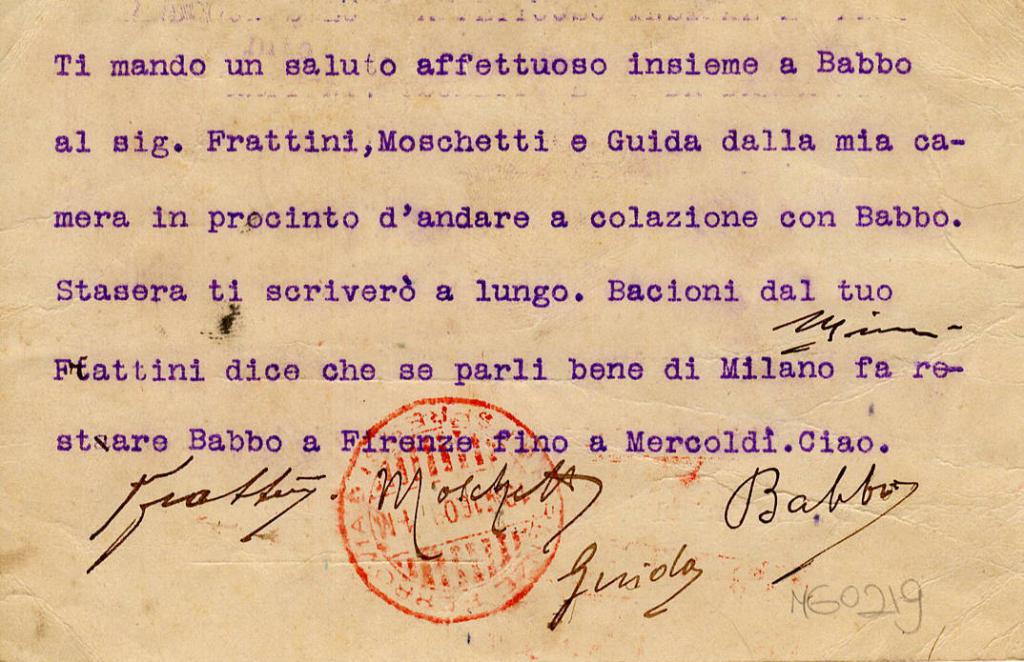 Ti mando un saluto affettuoso insieme a Babbo
al sig. Frattini,Moschetti e Guida dalla mia ca-
mera in procinto d'andare a colazione con Babbo.
Stasera ti scriverò a lungo. Bacioni dal tuo
Frattini dice che se parli bene di Milano fa re-
stare Babbo a Firenze fino a Mercoldì.Ciao.
Frattini Moschetti Babbo
Guida
NG0219